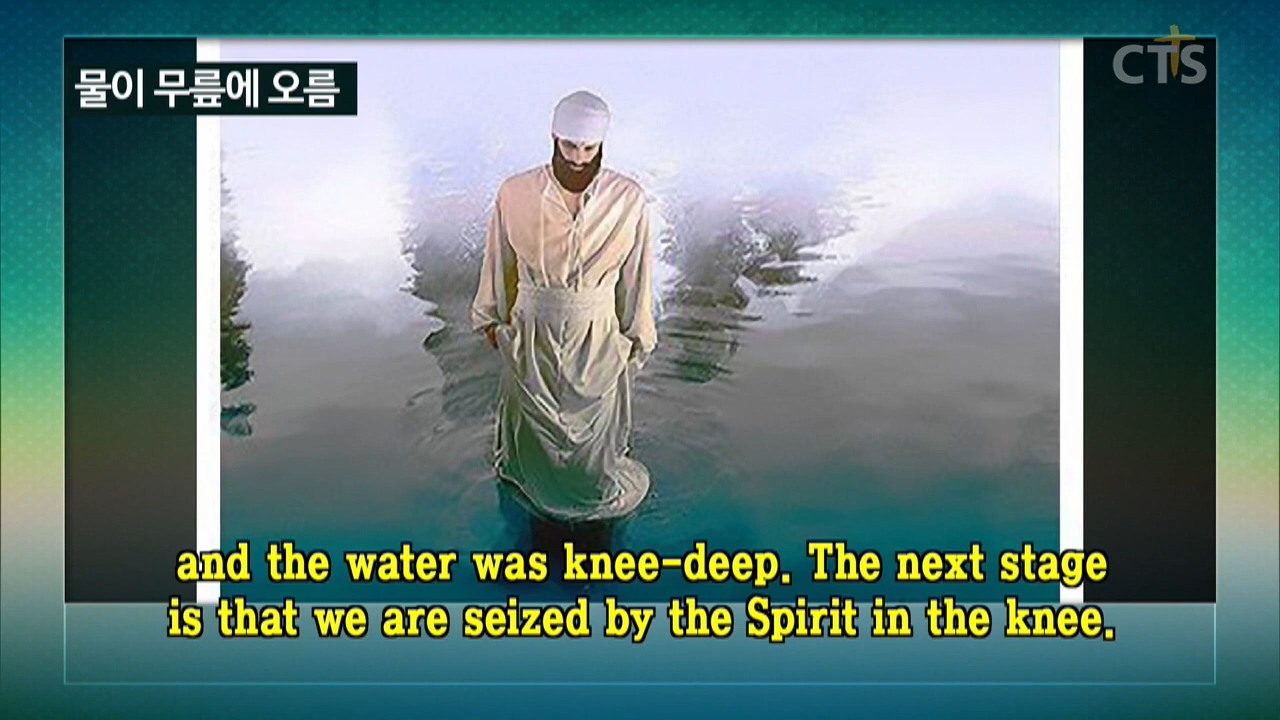 물이 무릎에 오름
CTS
and the water was knee-deep. The next stage
is that we are seized by the Spirit in the knee.